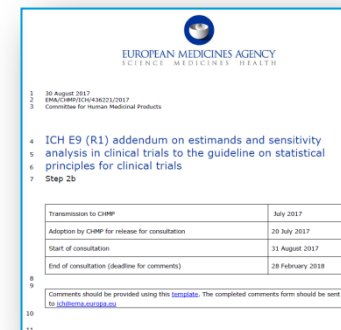 EUROPEAN MEDICINES AGENCY
SCIENCE MEDICINES HEALTH
1 30 August 2017
2 EMA/CHMP/ICH/436221/2017
3 Committee for Human Medicinal Products
4 ICH E9 (R1) addendum on estimands and sensitivity
5 analysis in clinical trials to the guideline on statistical
6 principles for clinical trials
7 Step 2b
Transmission to CHMP July 2017
Adoption by CHMP for release for consultation 20 July 2017
Start of consultation 31 August 2017
End of consultation (deadline for comments) 28 February 2018
8
9
Comments should be provided using this template. The completed comments form should be sent
to ich@ema.europa.eu
10
11